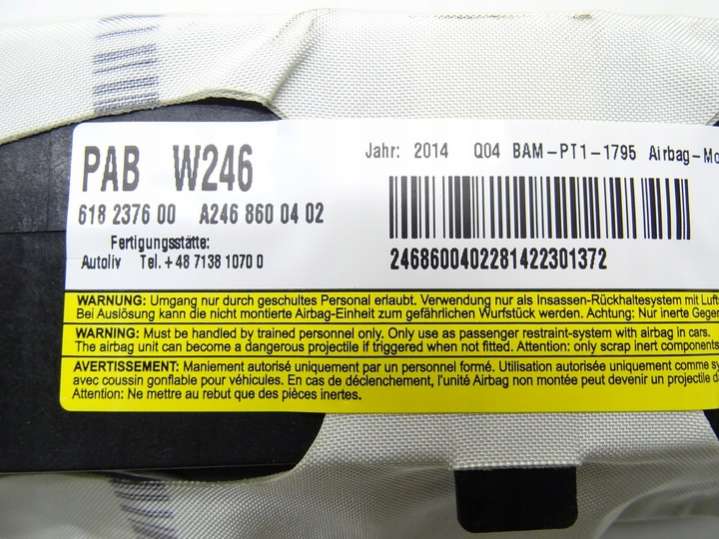 PAB W246
Jahr: 2014 Q04 BAM-PT1-1795 Airbag-Mo
618 2376 00 A246 860 04 02
Fertigungsstätte:
Autoliv Tel. +48 7138 1070 0
2468600402281422301372
WARNUNG: Umgang nur durch geschultes Personal erlaubt. Verwendung nur als Insassen-Rückhaltesystem mit Luft
Bei Auslösung kann die nicht montierte Airbag-Einheit zum gefährlichen Wurfstück werden. Achtung: Nur inerte Gegen
WARNING: Must be handled by trained personnel only. Only use as passenger restraint-system with airbag in cars.
The airbag unit can become a dangerous projectile if triggered when not fitted. Attention: only scrap inert components
AVERTISSEMENT: Maniement autorisé uniquement par un personnel formé. Utilisation autorisée uniquement comme sy
avec coussin gonflable pour véhicules. En cas de déclenchement, l'unité Airbag non montée peut devenir un projectile d
Attention: Ne mettre au rebut que des pièces inertes.